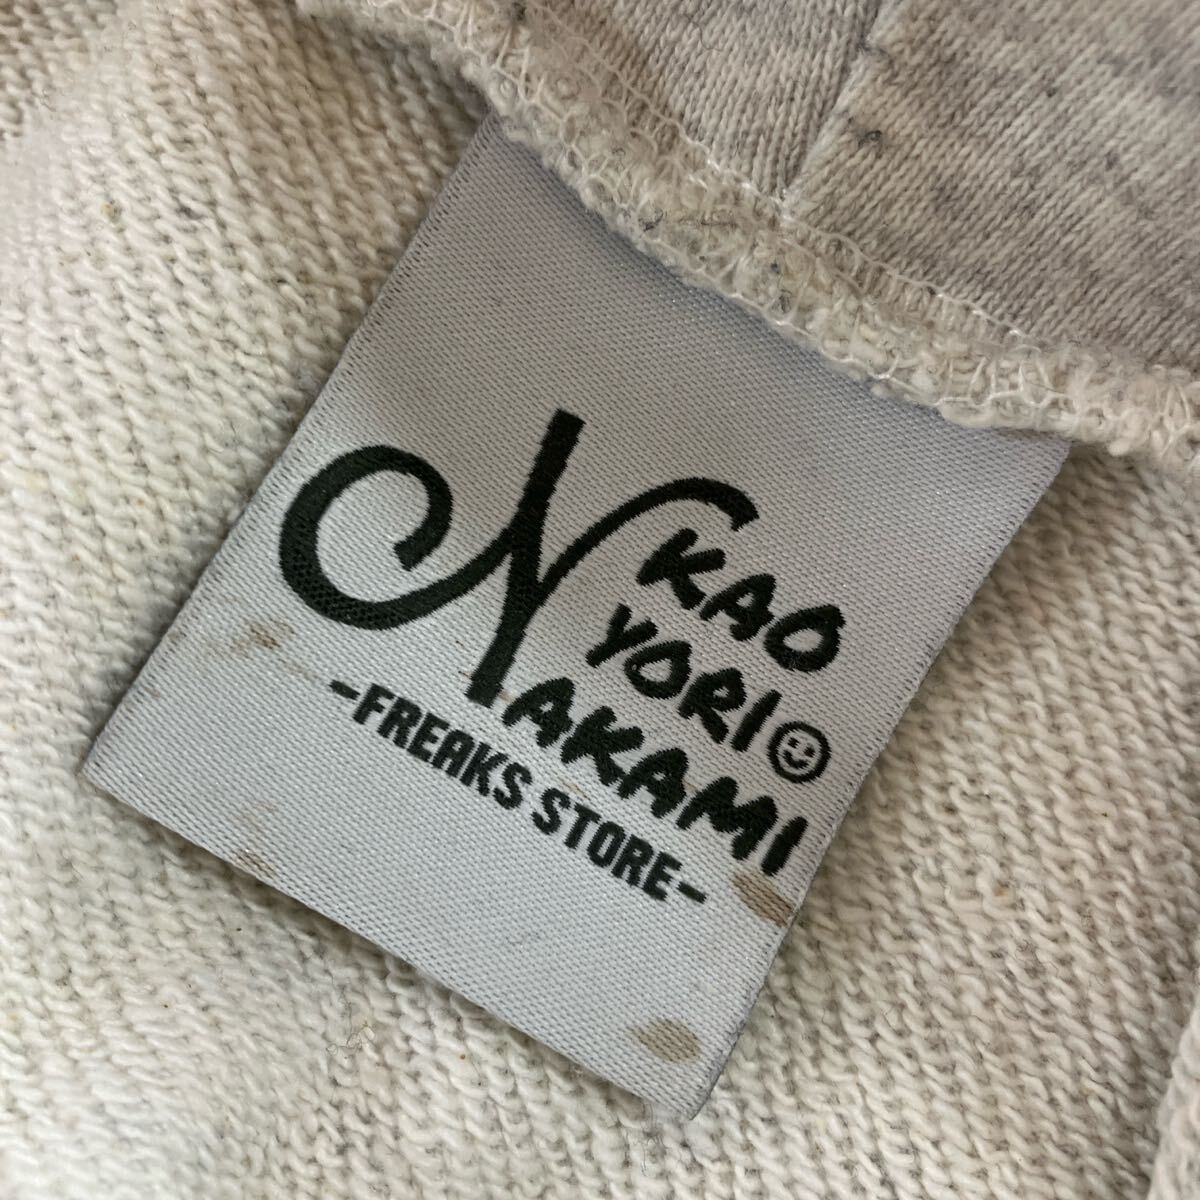 KAO
YORI
NAKAMI
-FREAKS STORE-